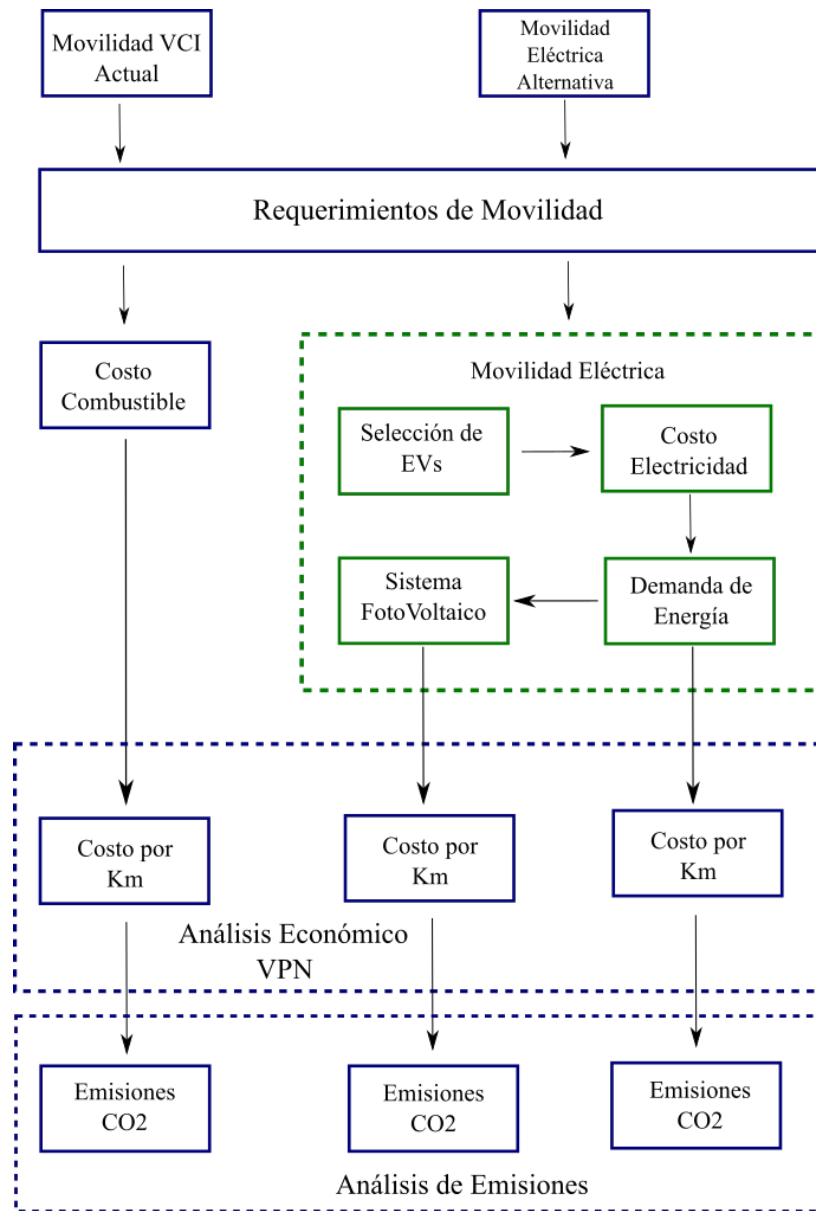 Movilidad VCI
Actual
Movilidad
Eléctrica
Alternativa
Requerimientos de Movilidad
Costo
Combustible
Movilidad Eléctrica
Selección de
EVs
Costo
Electricidad
Sistema
FotoVoltaico
Demanda de
Energía
Costo por
Km
Costo por
Km
Costo por
Km
Análisis Económico
VPN
Emisiones
CO2
Emisiones
CO2
Emisiones
CO2
Análisis de Emisiones